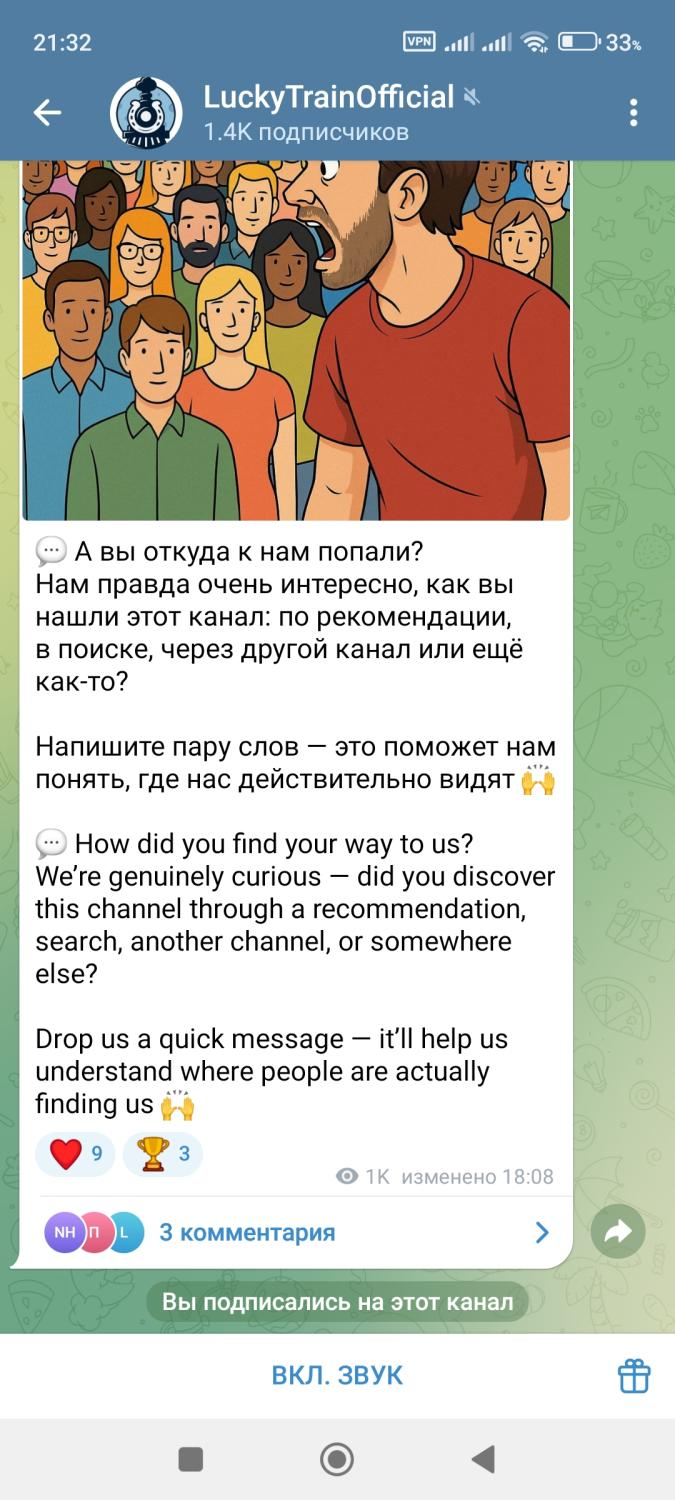 21:32
VPN
33%
LuckyTrainOfficial
1.4K подписчиков
💬 А вы откуда к нам попали?
Нам правда очень интересно, как вы
нашли этот канал: по рекомендации,
в поиске, через другой канал или ещё
как-то?
Напишите пару слов — это поможет нам
понять, где нас действительно видят 🙌
💬 How did you find your way to us?
We’re genuinely curious — did you discover
this channel through a recommendation,
search, another channel, or somewhere
else?
Drop us a quick message — it’ll help us
understand where people are actually
finding us 🙌
❤️ 9 🏆 3
1K изменено 18:08
NH П L 3 комментария
Вы подписались на этот канал
ВКЛ. ЗВУК